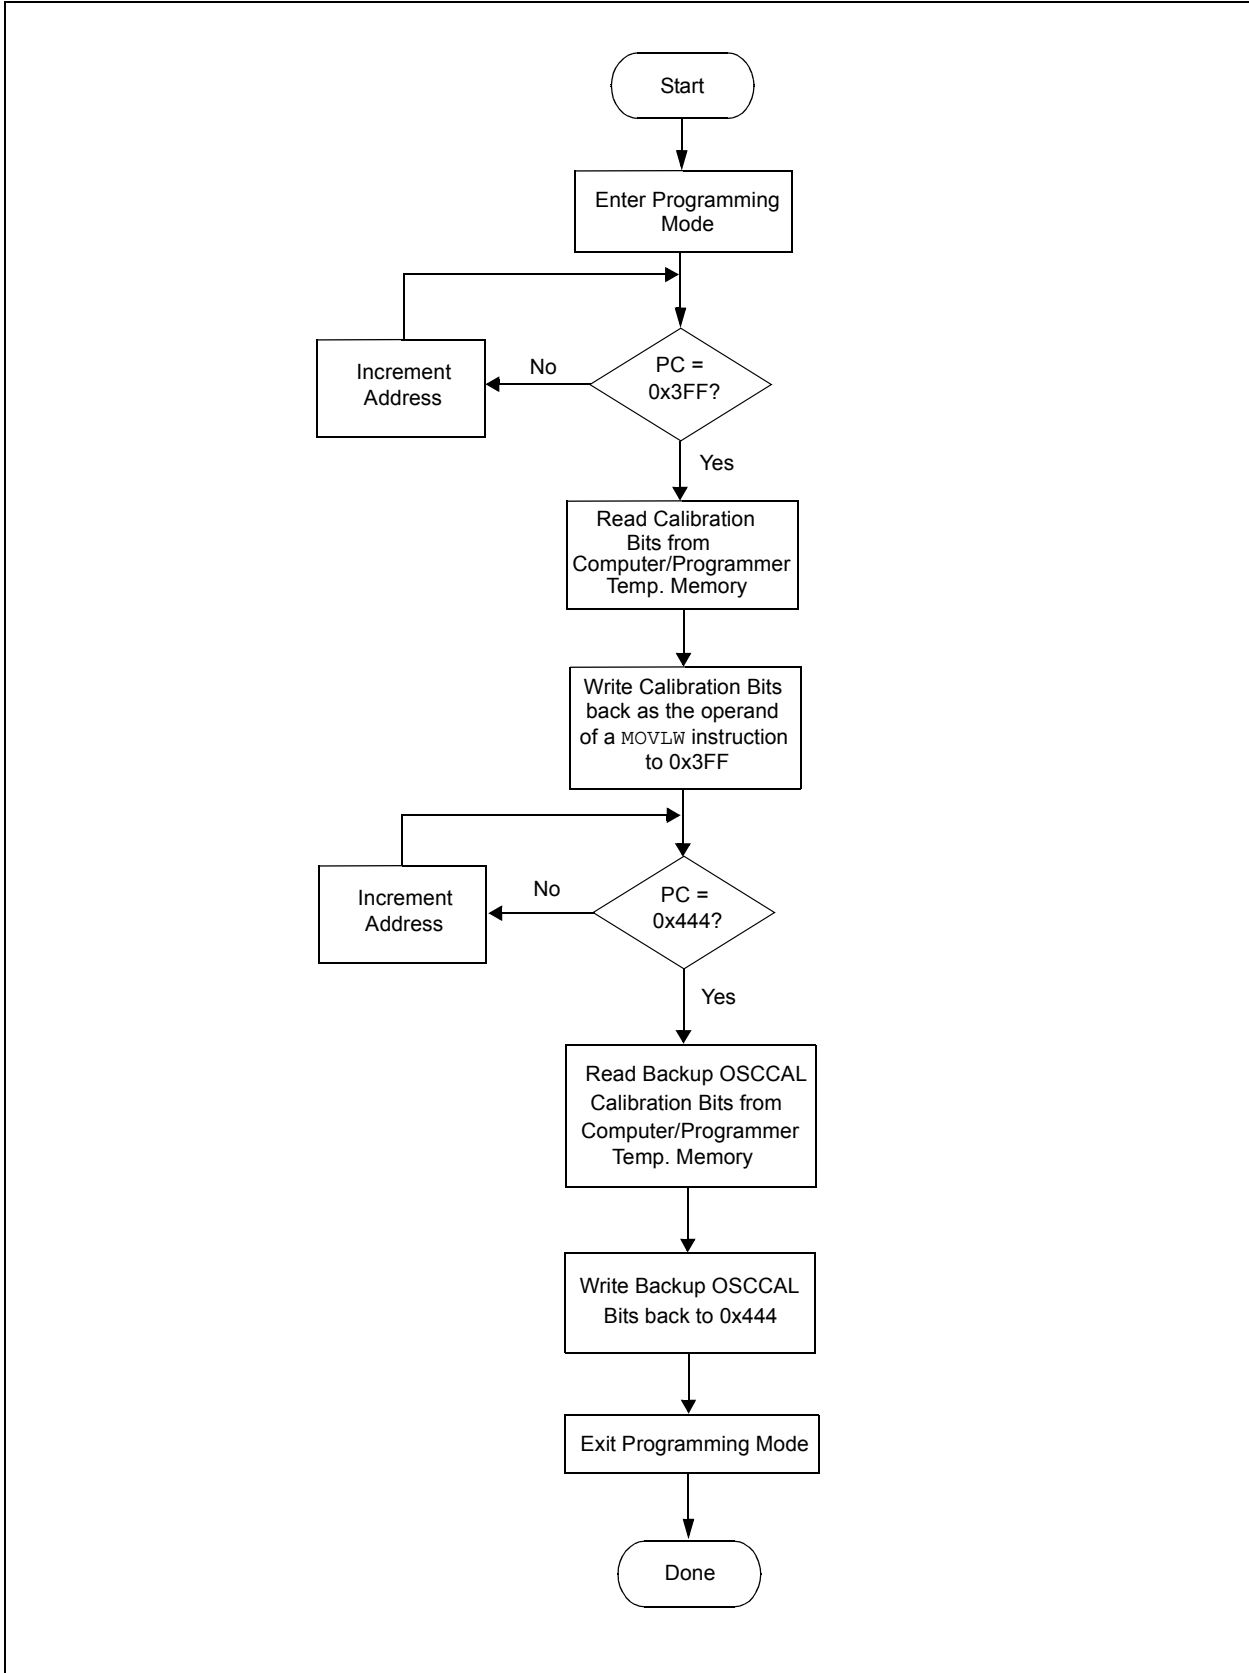 Start
Enter Programming
Mode
Increment
Address
No
PC =
0x3FF?
Yes
Read Calibration
Bits from
Computer/Programmer
Temp. Memory
Write Calibration Bits
back as the operand
of a MOVLW instruction
to 0x3FF
Increment
Address
No
PC =
0x444?
Yes
Read Backup OSCCAL
Calibration Bits from
Computer/Programmer
Temp. Memory
Write Backup OSCCAL
Bits back to 0x444
Exit Programming Mode
Done